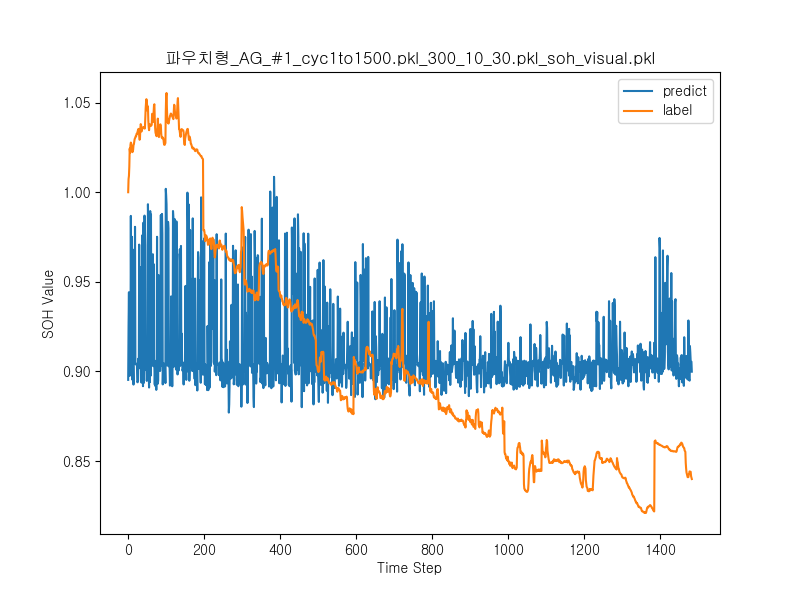 파우치형_AG_#1_cyc1to1500.pkl_300_10_30.pkl_soh_visual.pkl
predict
label
SOH Value
1.05
1.00
0.95
0.90
0.85
0 200 400 600 800 1000 1200 1400
Time Step